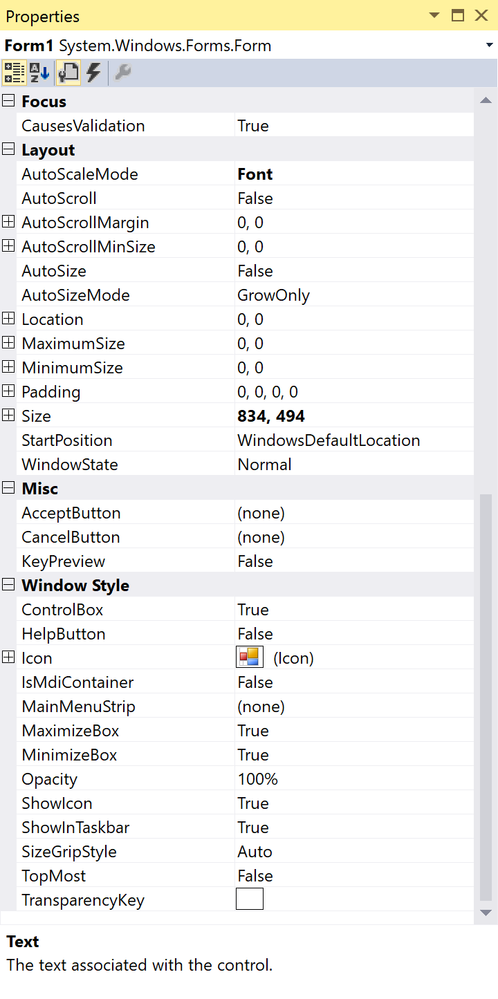 Properties
Form1 System.Windows.Forms.Form
Focus
CausesValidation True
Layout
AutoScaleMode Font
AutoScroll False
AutoScrollMargin 0, 0
AutoScrollMinSize 0, 0
AutoSize False
AutoSizeMode GrowOnly
Location 0, 0
MaximumSize 0, 0
MinimumSize 0, 0
Padding 0, 0, 0, 0
Size 834, 494
StartPosition WindowsDefaultLocation
WindowState Normal
Misc
AcceptButton (none)
CancelButton (none)
KeyPreview False
Window Style
ControlBox True
HelpButton False
Icon (Icon)
IsMdiContainer False
MainMenuStrip (none)
MaximizeBox True
MinimizeBox True
Opacity 100%
ShowIcon True
ShowInTaskbar True
SizeGripStyle Auto
TopMost False
TransparencyKey
Text
The text associated with the control.